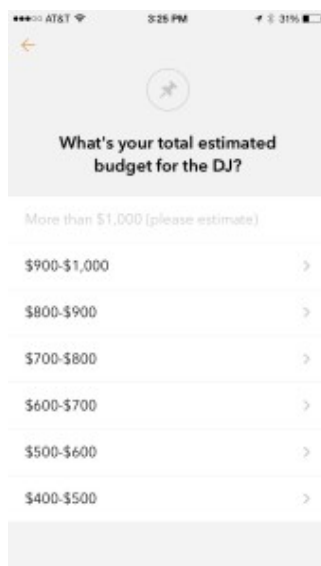 AT&T 3:25 PM 31%
What's your total estimated
budget for the DJ?
More than $1,000 (please estimate)
$900-$1,000
$800-$900
$700-$800
$600-$700
$500-$600
$400-$500